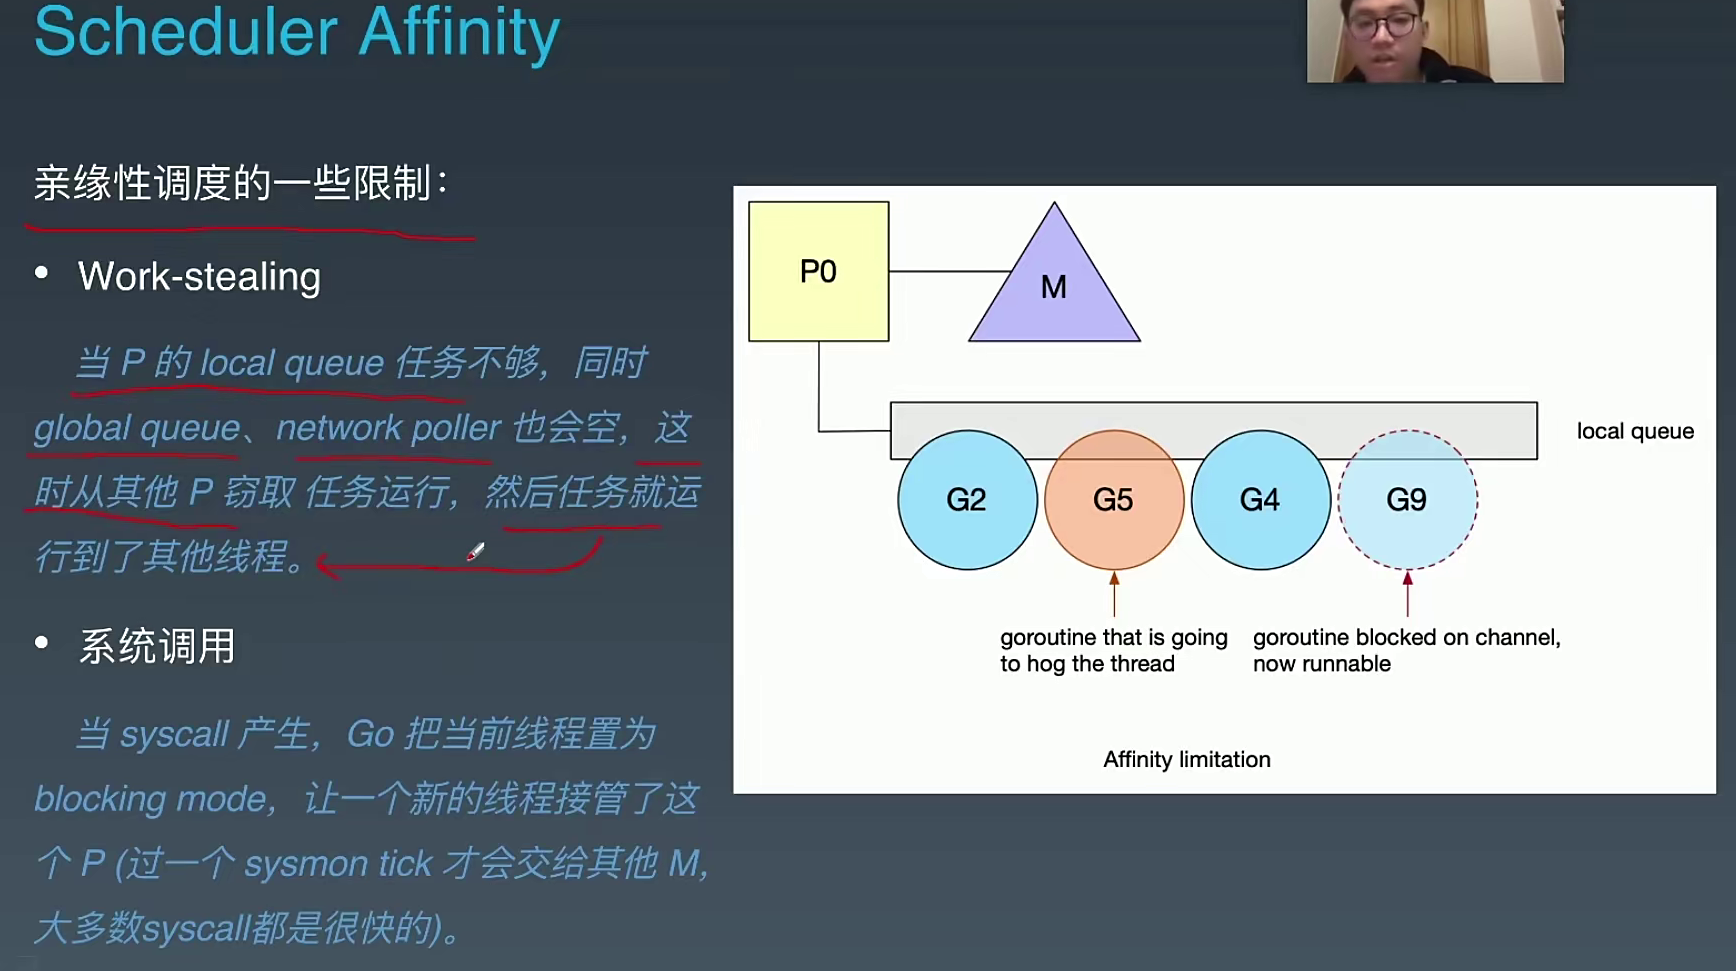 Scheduler Affinity
亲缘性调度的一些限制：
• Work-stealing
当 P 的 local queue 任务不够，同时
global queue、network poller 也会空，这
时从其他 P 窃取 任务运行，然后任务就运
行到了其他线程。
• 系统调用
当 syscall 产生，Go 把当前线程置为
blocking mode，让一个新的线程接管了这
个 P (过一个 sysmon tick 才会交给其他 M，
大多数syscall都是很快的)。
P0
M
local queue
G2
G5
G4
G9
goroutine that is going
to hog the thread
goroutine blocked on channel,
now runnable
Affinity limitation